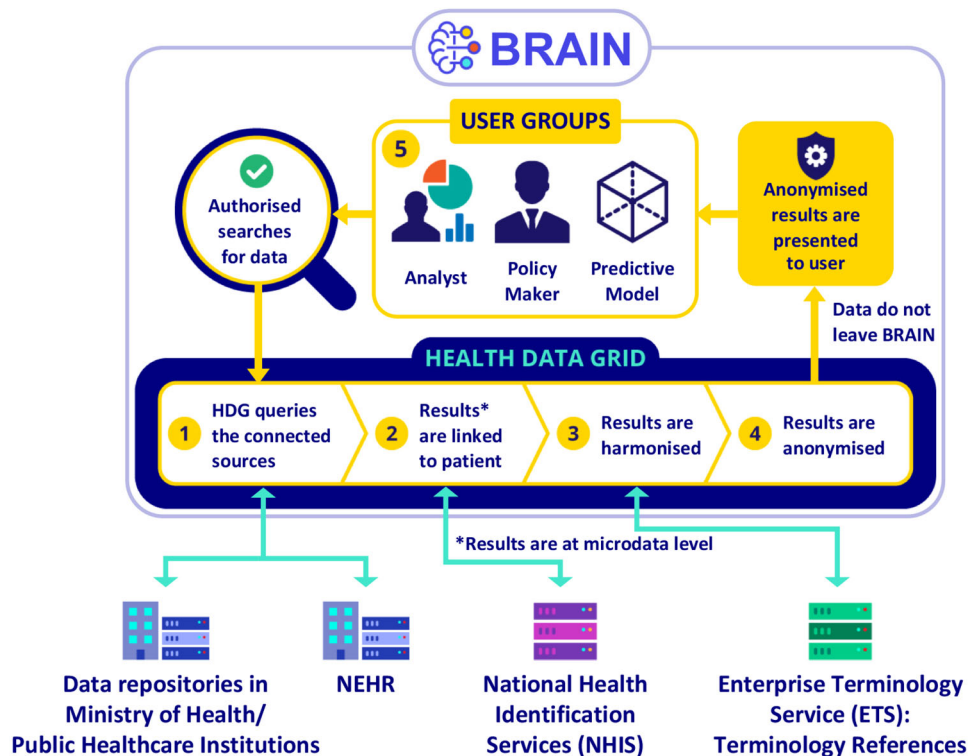 BRAIN
USER GROUPS
5
Analyst
Policy
Maker
Predictive
Model
Authorised
searches
for data
Anonymised
results are
presented
to user
Data do not
leave BRAIN
HEALTH DATA GRID
1
HDG queries
the connected
sources
2
Results*
are linked
to patient
3
Results are
harmonised
4
Results are
anonymised
*Results are at microdata level
Data repositories in
Ministry of Health/
Public Healthcare Institutions
NEHR
National Health
Identification
Services (NHIS)
Enterprise Terminology
Service (ETS):
Terminology References